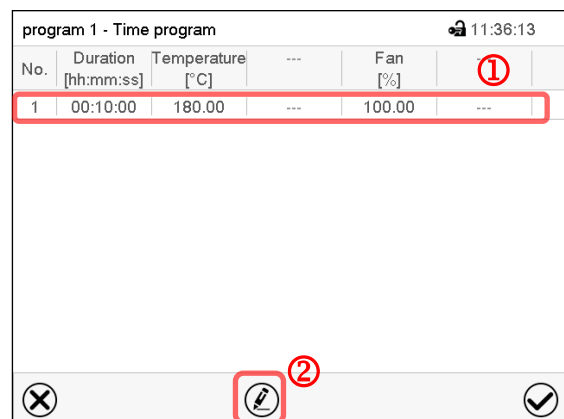 program 1 - Time program 11:36:13
No. Duration [hh:mm:ss] Temperature [°C] --- Fan [%] ---
①
1 00:10:00 180.00 --- 100.00 ---
②